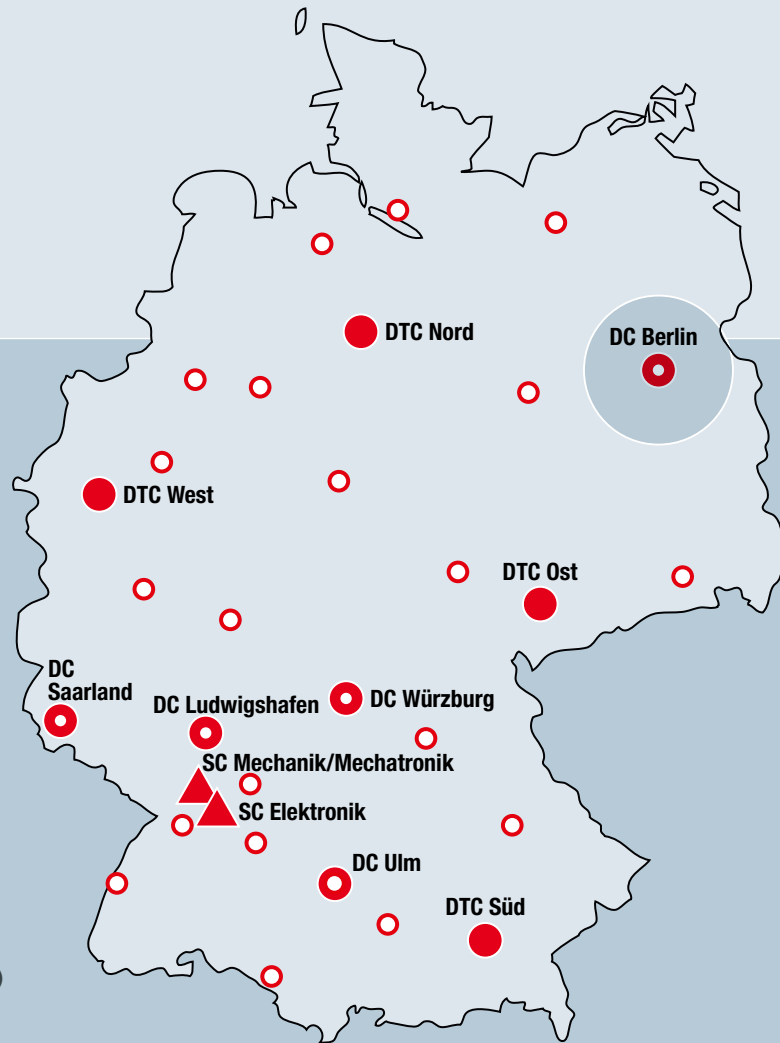 DTC Nord
DC Berlin
DTC West
DTC Ost
DC
Saarland
DC Ludwigshafen
DC Würzburg
SC Mechanik/Mechatronik
SC Elektronik
DC Ulm
DTC Süd